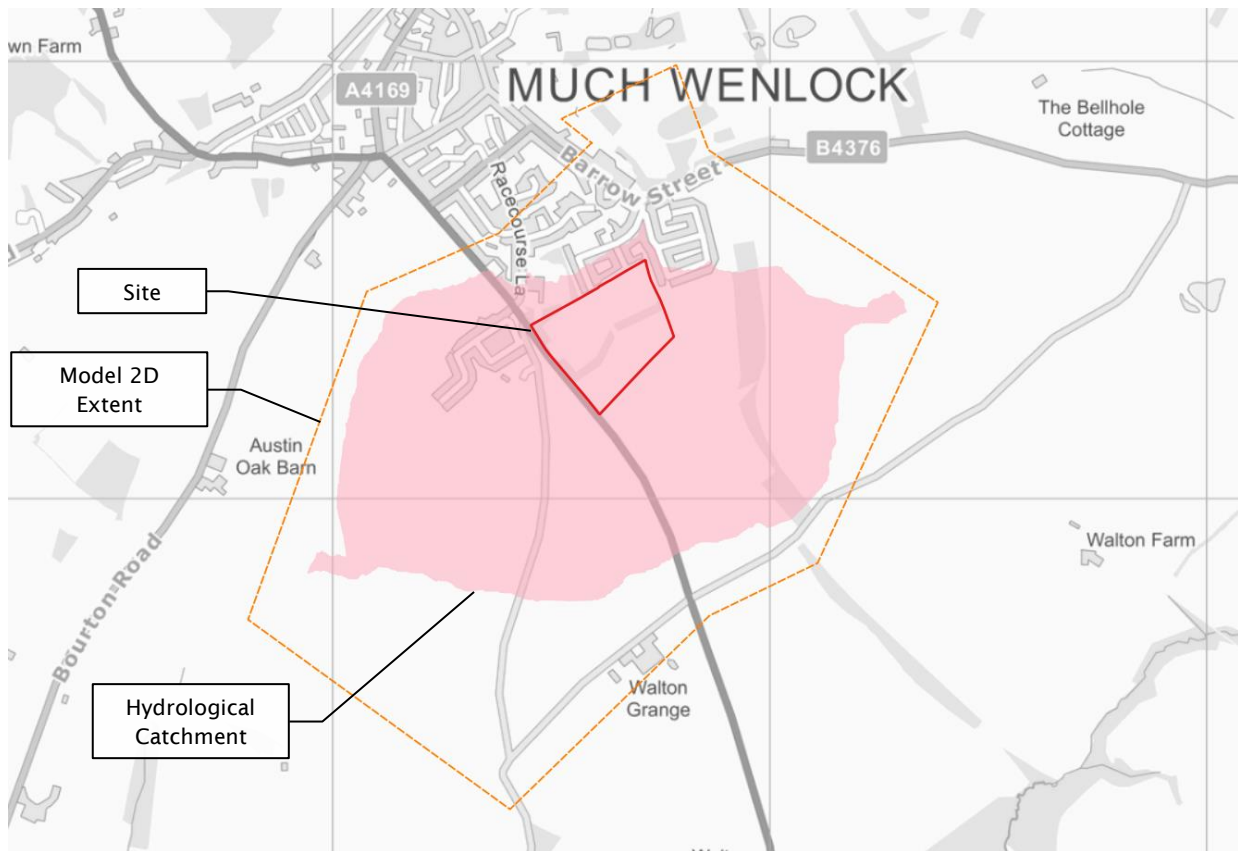 wn Farm
A4169
MUCH WENLOCK
The Bellhole
Cottage
B4376
Barrow Street
Racecourse La
Site
Model 2D
Extent
Austin
Oak Barn
Bourton Road
Walton Farm
Walton
Grange
Hydrological
Catchment